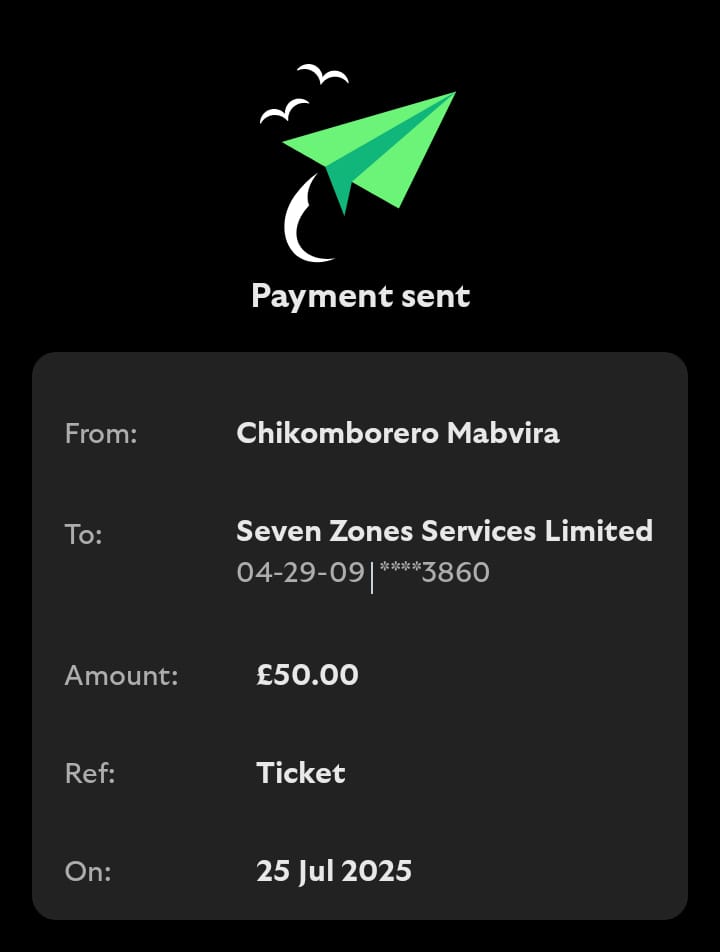 Payment sent
From: Chikomborero Mabvira
To: Seven Zones Services Limited
04-29-09 | ****3860
Amount: £50.00
Ref: Ticket
On: 25 Jul 2025